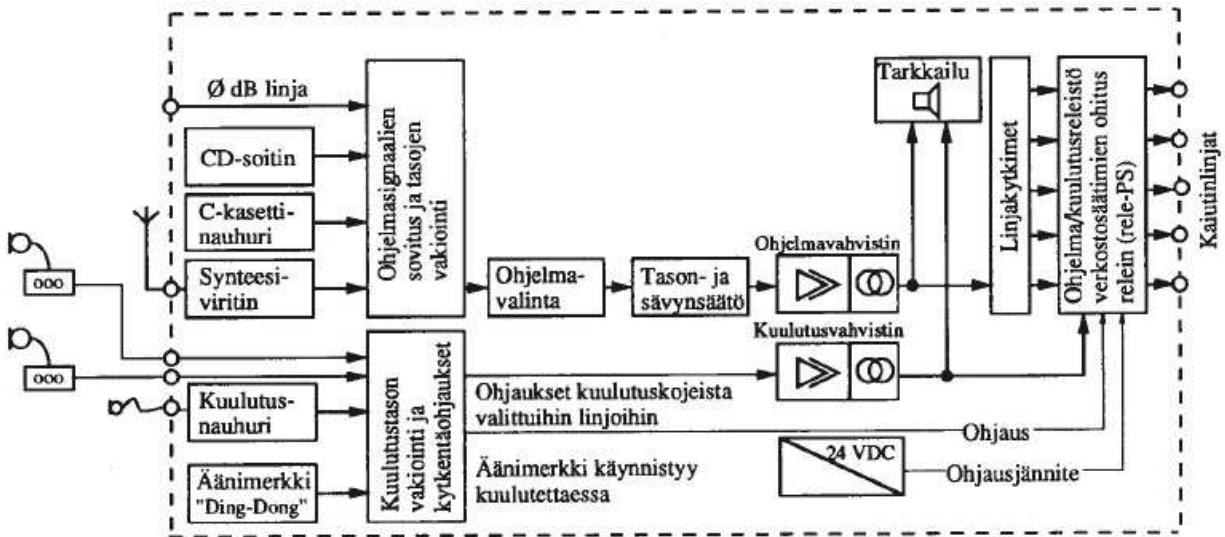 Ø dB linja
CD-soitin
C-kasetti-
nauhuri
Synteesi-
viritin
ooo
ooo
Kuulutus-
nauhuri
Äänimerkki
"Ding-Dong"
Ohjelmasignaalien
sovitus ja tasojen
vakiointi
Kuulutustason
vakiointi ja
kytkentäohjaukset
Ohjelma-
valinta
Tason- ja
sävynsäätö
Ohjelmavahvistin
Kuulutusvahvistin
Tarkkailu
Ohjaukset kuulutuskojeista
valittuihin linjoihin
Äänimerkki käynnistyy
kuulutettaessa
24 VDC
Ohjaus
Ohjausjännite
Linjakytkimet
Ohjelma/kuulutusreleistö
verkostosäätimien ohitus
relein (rele-PS)
Kaiutinlinjat